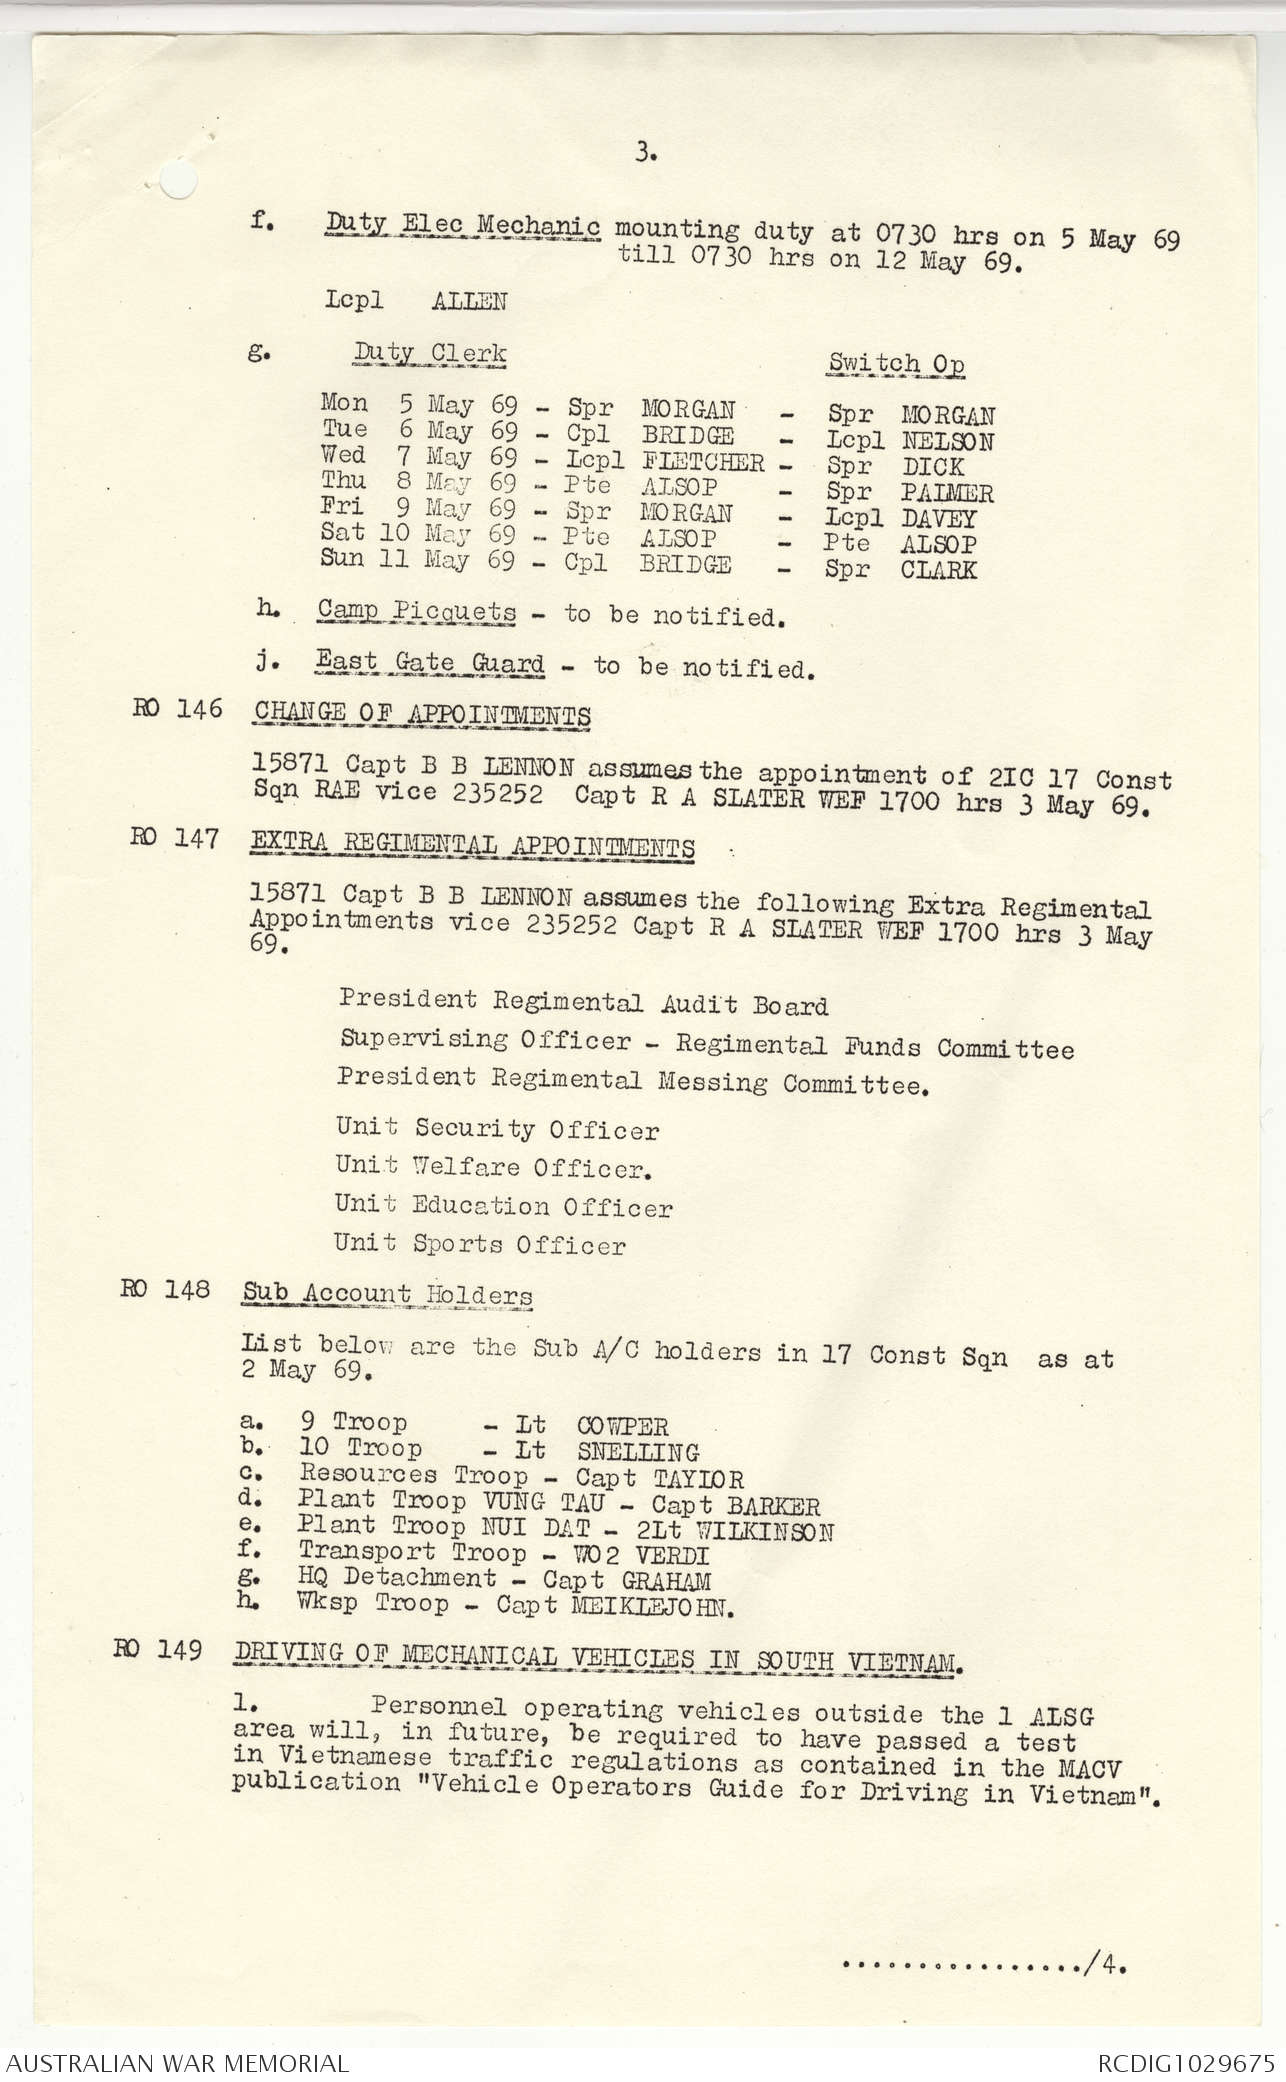 3.
f. Duty Elec Mechanic mounting duty at 0730 hrs on 5 May 69
till 0730 hrs on 12 May 69.
Lcpl ALLEN
g. Duty Clerk Switch Op
Mon 5 May 69 - Spr MORGAN - Spr MORGAN
Tue 6 May 69 - Cpl BRIDGE - Lcpl NELSON
Wed 7 May 69 - Lcpl FLETCHER - Spr DICK
Thu 8 May 69 - Pte ALSOP - Spr PALMER
Fri 9 May 69 - Spr MORGAN - Lcpl DAVEY
Sat 10 May 69 - Pte ALSOP - Pte ALSOP
Sun 11 May 69 - Cpl BRIDGE - Spr CLARK
h. Camp Picquets - to be notified.
j. East Gate Guard - to be notified.
RO 146 CHANGE OF APPOINTMENTS
15871 Capt B B LENNON assumes the appointment of 2IC 17 Const
Sqn RAE vice 235252 Capt R A SLATER WEF 1700 hrs 3 May 69.
RO 147 EXTRA REGIMENTAL APPOINTMENTS
15871 Capt B B LENNON assumes the following Extra Regimental
Appointments vice 235252 Capt R A SLATER WEF 1700 hrs 3 May
69.
President Regimental Audit Board
Supervising Officer - Regimental Funds Committee
President Regimental Messing Committee.
Unit Security Officer
Unit Welfare Officer.
Unit Education Officer
Unit Sports Officer
RO 148 Sub Account Holders
List below are the Sub A/C holders in 17 Const Sqn as at
2 May 69.
a. 9 Troop - Lt COWPER
b. 10 Troop - Lt SNELLING
c. Resources Troop - Capt TAYLOR
d. Plant Troop VUNG TAU - Capt BARKER
e. Plant Troop NUI DAT - 2Lt WILKINSON
f. Transport Troop - WO2 VERDI
g. HQ Detachment - Capt GRAHAM
h. Wksp Troop - Capt MEIKLEJOHN.
RO 149 DRIVING OF MECHANICAL VEHICLES IN SOUTH VIETNAM.
1. Personnel operating vehicles outside the 1 ALSG
area will, in future, be required to have passed a test
in Vietnamese traffic regulations as contained in the MACV
publication "Vehicle Operators Guide for Driving in Vietnam".
................/4.
AUSTRALIAN WAR MEMORIAL RCDIG1029675